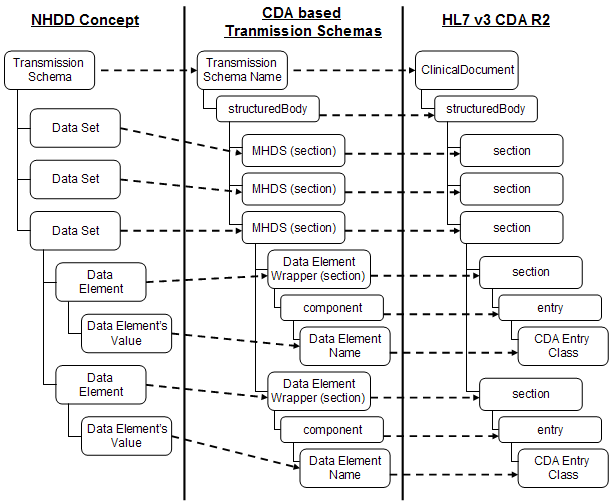 NHDD Concept
CDA based
Tranmission Schemas
HL7 v3 CDA R2
Transmission
Schema
Transmission
Schema Name
ClinicalDocument
structuredBody
structuredBody
Data Set
MHDS (section)
section
Data Set
MHDS (section)
section
Data Set
MHDS (section)
section
Data
Element
Data Element
Wrapper (section)
section
component
entry
Data Element's
Value
Data Element
Name
CDA Entry
Class
Data
Element
Data Element
Wrapper (section)
section
component
entry
Data Element's
Value
Data Element
Name
CDA Entry
Class